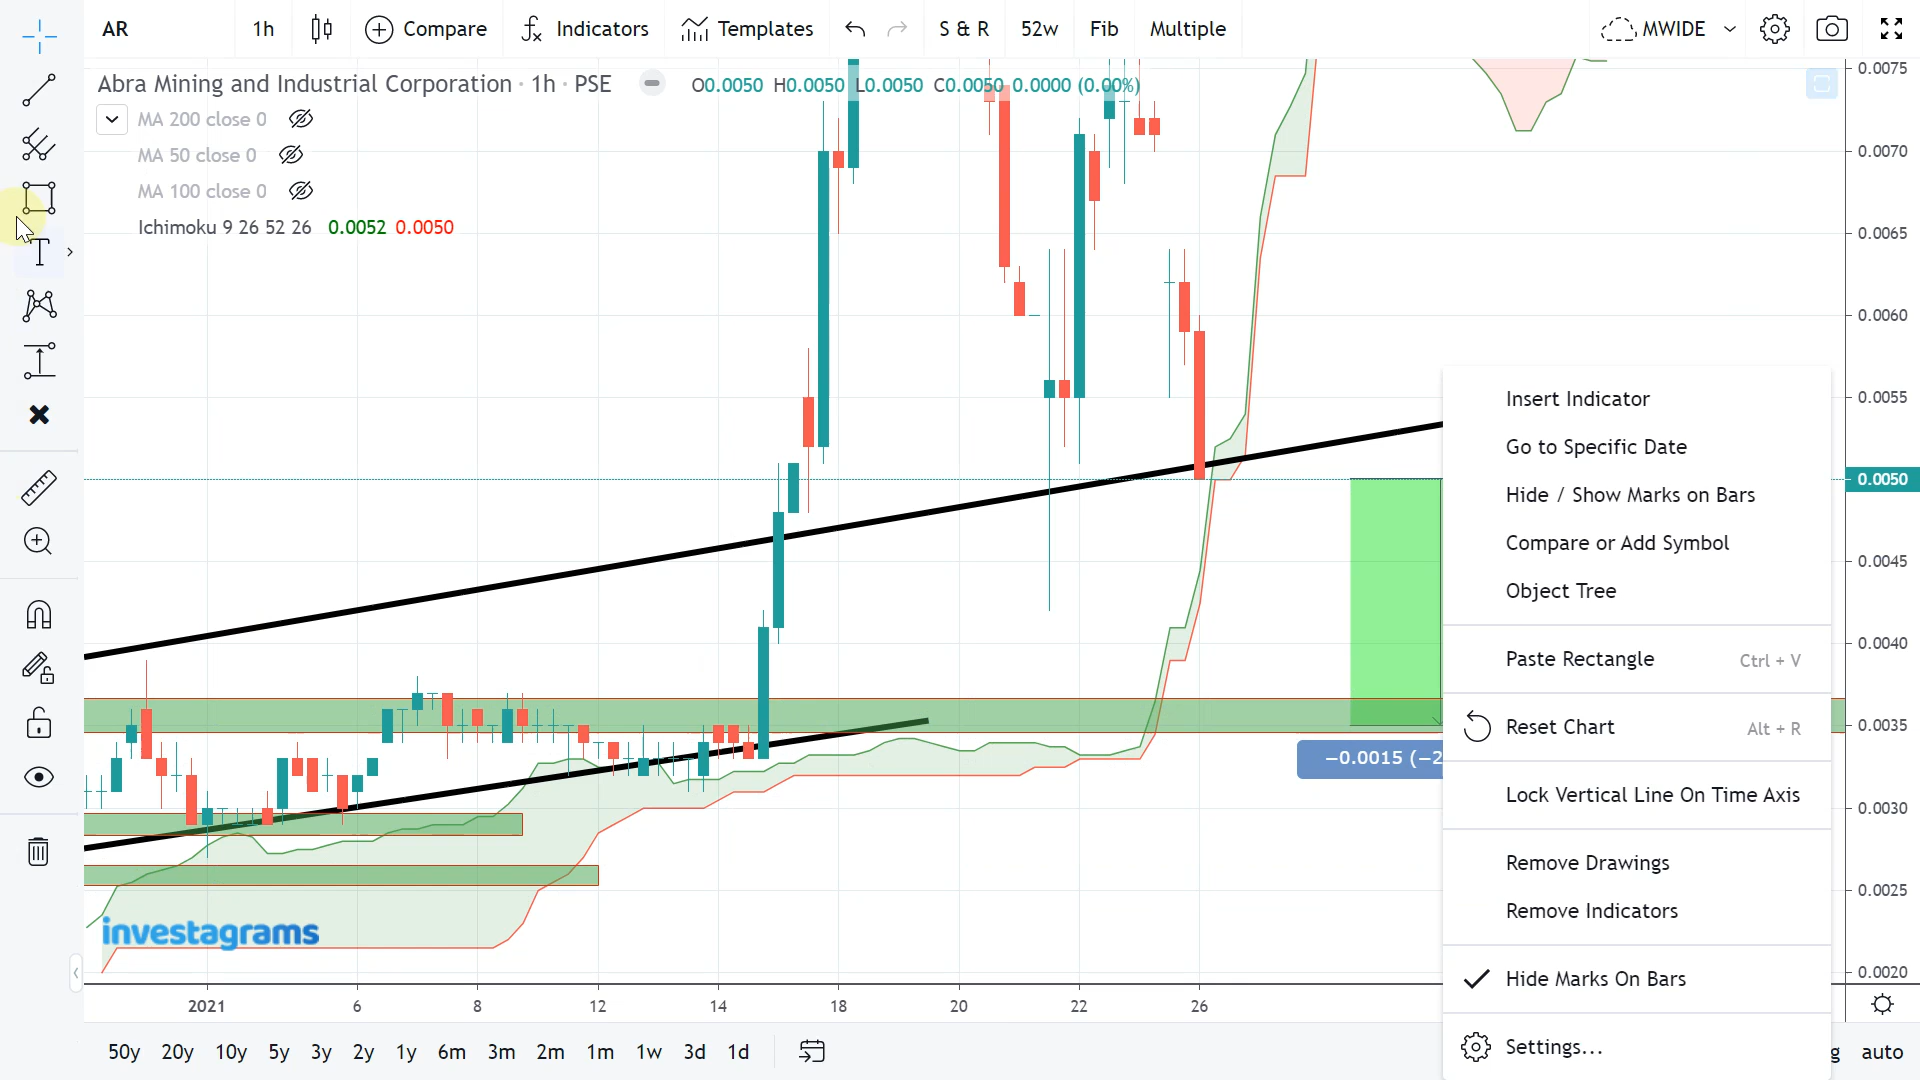 AR
1h
Compare
Indicators
Templates
S & R
52w
Fib
Multiple
MWIDE
Abra Mining and Industrial Corporation · 1h · PSE
O0.0050 H0.0050 L0.0050 C0.0050 0.0000 (0.00%)
MA 200 close 0
MA 50 close 0
MA 100 close 0
Ichimoku 9 26 52 26 0.0052 0.0050
0.0075
0.0070
0.0065
0.0060
0.0055
0.0050
0.0045
0.0040
0.0035
0.0030
0.0025
0.0020
T
Insert Indicator
Go to Specific Date
Hide / Show Marks on Bars
Compare or Add Symbol
Object Tree
Paste Rectangle Ctrl + V
Reset Chart Alt + R
Lock Vertical Line On Time Axis
Remove Drawings
Remove Indicators
Hide Marks On Bars
Settings...
−0.0015 (−2
investagrams
2021 6 8 12 14 18 20 22 26
50y 20y 10y 5y 3y 2y 1y 6m 3m 2m 1m 1w 3d 1d
g auto